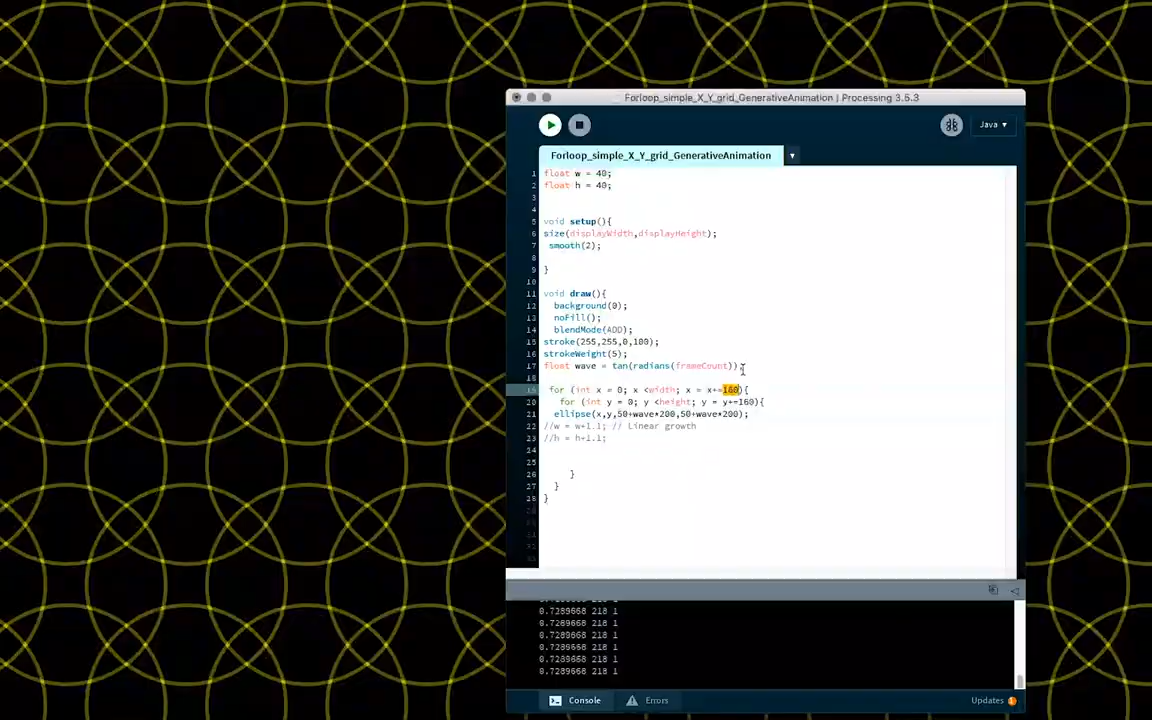 Forloop_simple_X_Y_grid_GenerativeAnimation | Processing 3.5.3
Java ▾
Forloop_simple_X_Y_grid_GenerativeAnimation
1 float w = 40;
2 float h = 40;
3
4
5 void setup(){
6 size(displayWidth,displayHeight);
7 smooth(2);
8
9 }
10
11 void draw(){
12 background(0);
13 noFill();
14 blendMode(ADD);
15 stroke(255,255,0,100);
16 strokeWeight(5);
17 float wave = tan(radians(frameCount));
18
19 for (int x = 0; x <width; x = x+=160){
20 for (int y = 0; y <height; y = y+=160){
21 ellipse(x,y,50+wave*200,50+wave*200);
22 //w = w+1.1; // Linear growth
23 //h = h+1.1;
24
25
26 }
27 }
28 }
0.7289668 218 1
0.7289668 218 1
0.7289668 218 1
0.7289668 218 1
0.7289668 218 1
0.7289668 218 1
Console
Errors
Updates 1